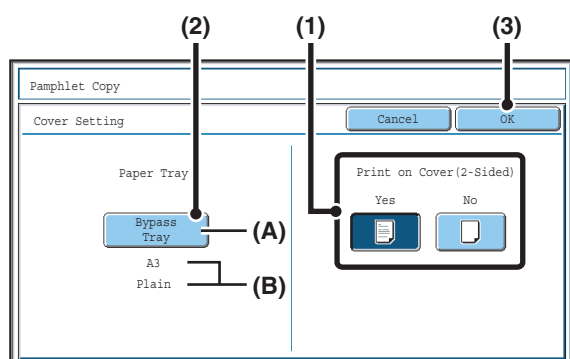 (2) (1) (3)
Pamphlet Copy
Cover Setting
Cancel
OK
Paper Tray
Print on Cover(2-Sided)
Yes
No
Bypass
Tray
(A)
A3
Plain
(B)